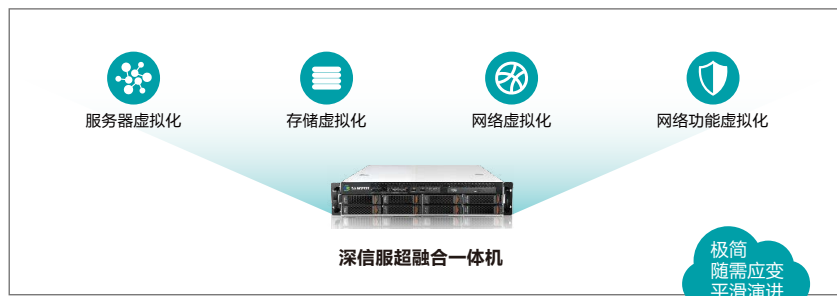 服务器虚拟化
存储虚拟化
网络虚拟化
网络功能虚拟化
深信服超融合一体机
极简
随需应变
平滑演进